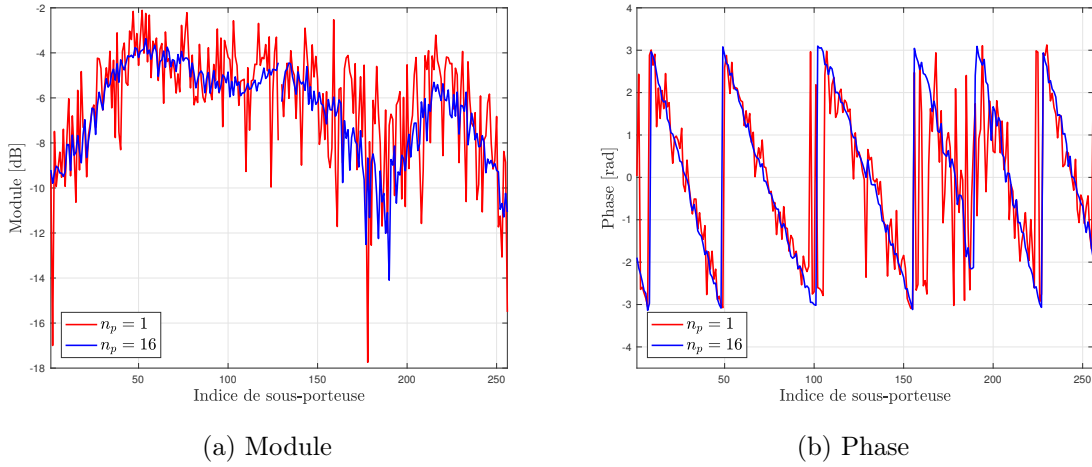 -2
-4
-6
-8
-10
-12
-14
-16
-18
Module [dB]
n_p = 1
n_p = 16
50
100
150
200
250
Indice de sous-porteuse
(a) Module
4
3
2
1
0
-1
-2
-3
-4
Phase [rad]
n_p = 1
n_p = 16
50
100
150
200
250
Indice de sous-porteuse
(b) Phase